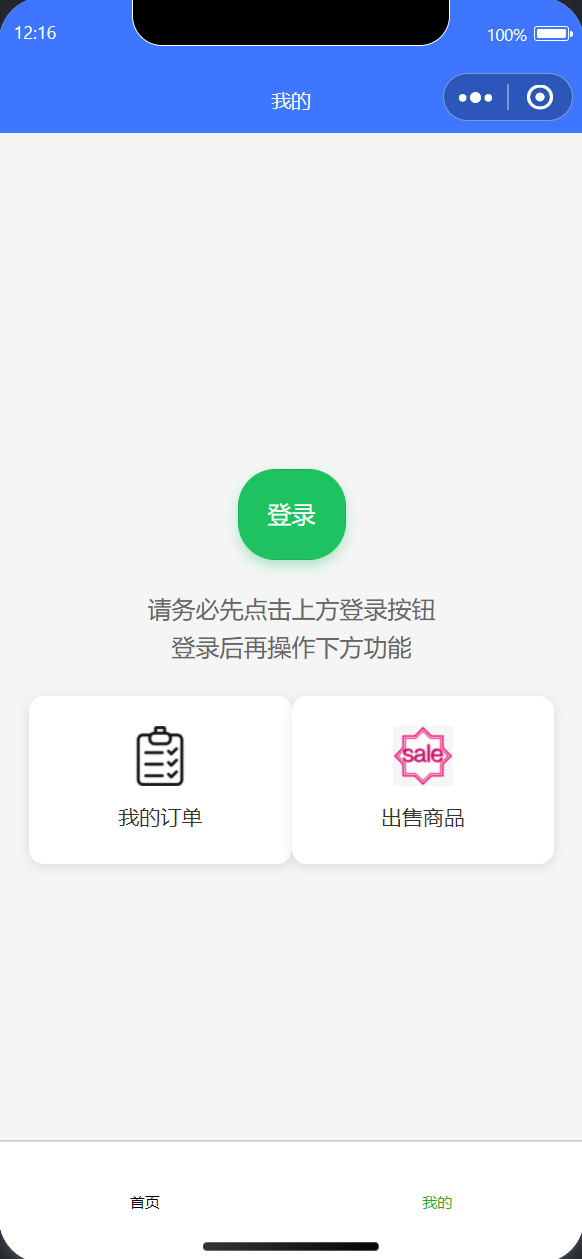 12:16
100%
我的
登录
请务必先点击上方登录按钮
登录后再操作下方功能
sale
我的订单
出售商品
首页
我的